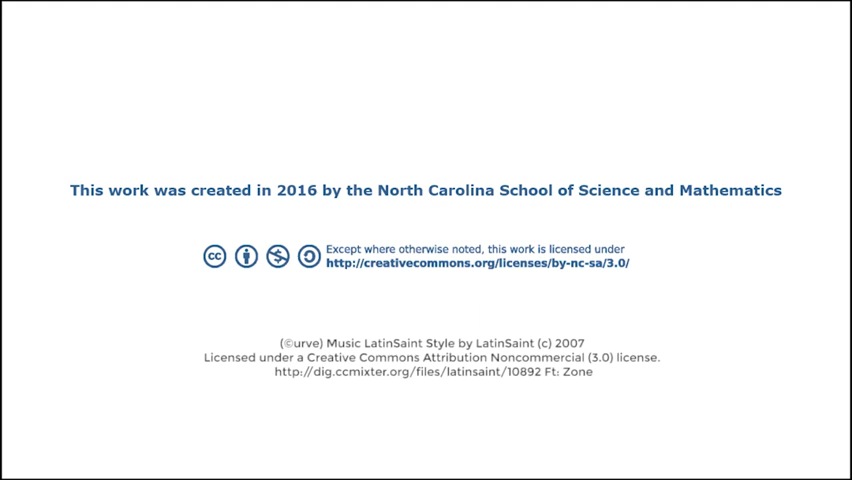 This work was created in 2016 by the North Carolina School of Science and Mathematics
cc
Except where otherwise noted, this work is licensed under
http://creativecommons.org/licenses/by-nc-sa/3.0/
(©urve) Music LatinSaint Style by LatinSaint (c) 2007
Licensed under a Creative Commons Attribution Noncommercial (3.0) license.
http://dig.ccmixter.org/files/latinsaint/10892 Ft: Zone